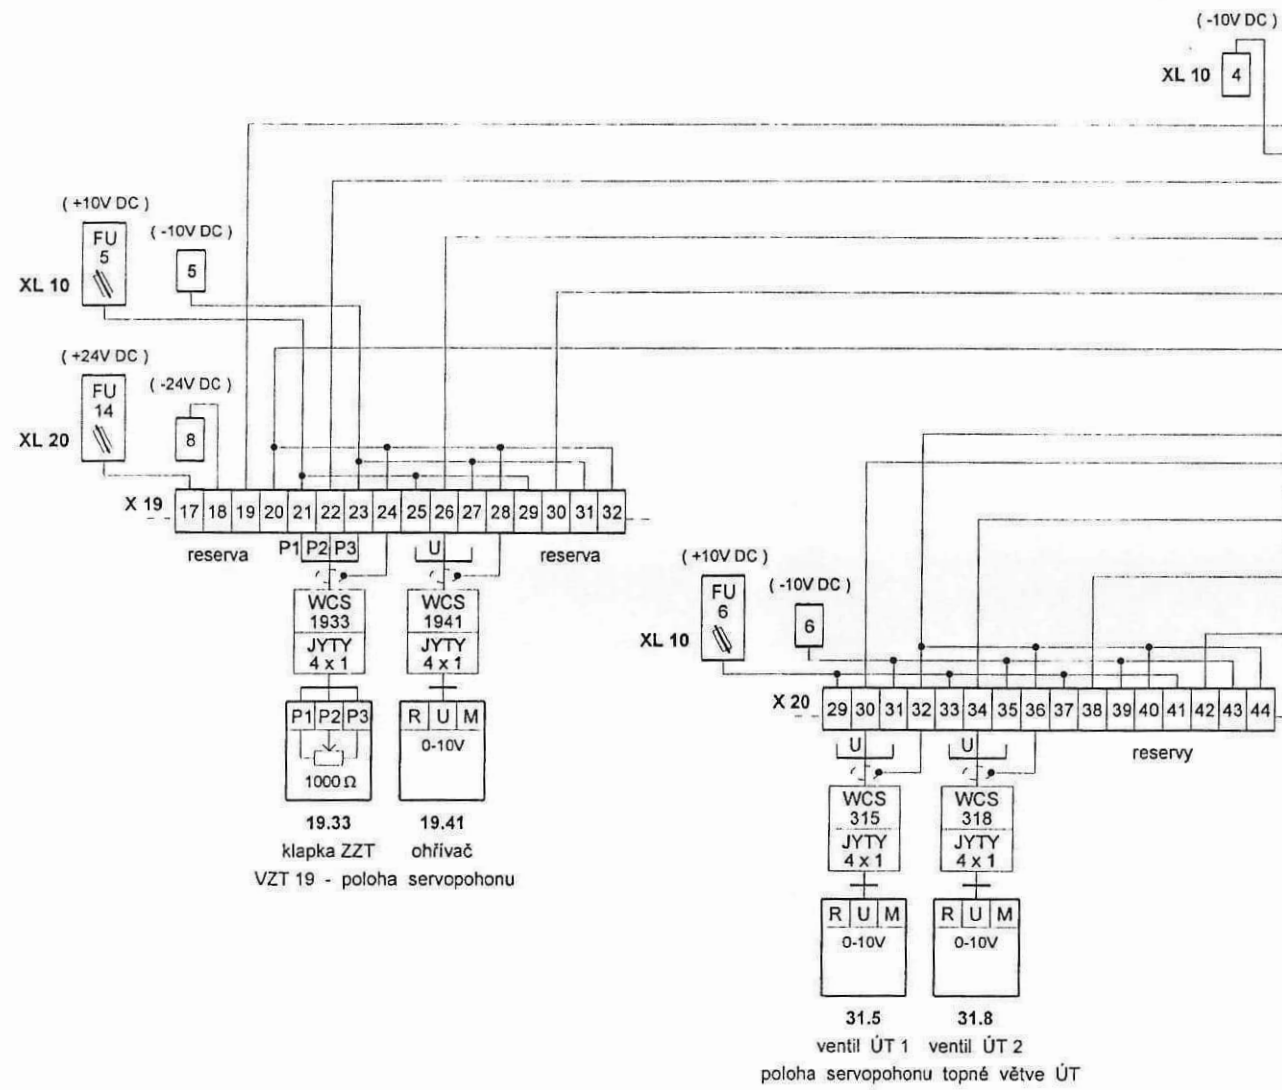 ( -10V DC )
XL 10 4
( +10V DC )
FU
5
XL 10
( -10V DC )
5
( +24V DC )
FU
14
XL 20
( -24V DC )
8
X 19 17 18 19 20 21 22 23 24 25 26 27 28 29 30 31 32
reserva P1 P2 P3 U reserva
WCS
1933
JYTY
4 x 1
WCS
1941
JYTY
4 x 1
P1 P2 P3
1000 Ω
R U M
0-10V
19.33
klapka ZZT
19.41
ohřívač
VZT 19 - poloha servopohonu
( +10V DC )
FU
6
XL 10
( -10V DC )
6
X 20 29 30 31 32 33 34 35 36 37 38 39 40 41 42 43 44
U U reservy
WCS
315
JYTY
4 x 1
WCS
318
JYTY
4 x 1
R U M
0-10V
R U M
0-10V
31.5
ventil ÚT 1
31.8
ventil ÚT 2
poloha servopohonu topné větve ÚT